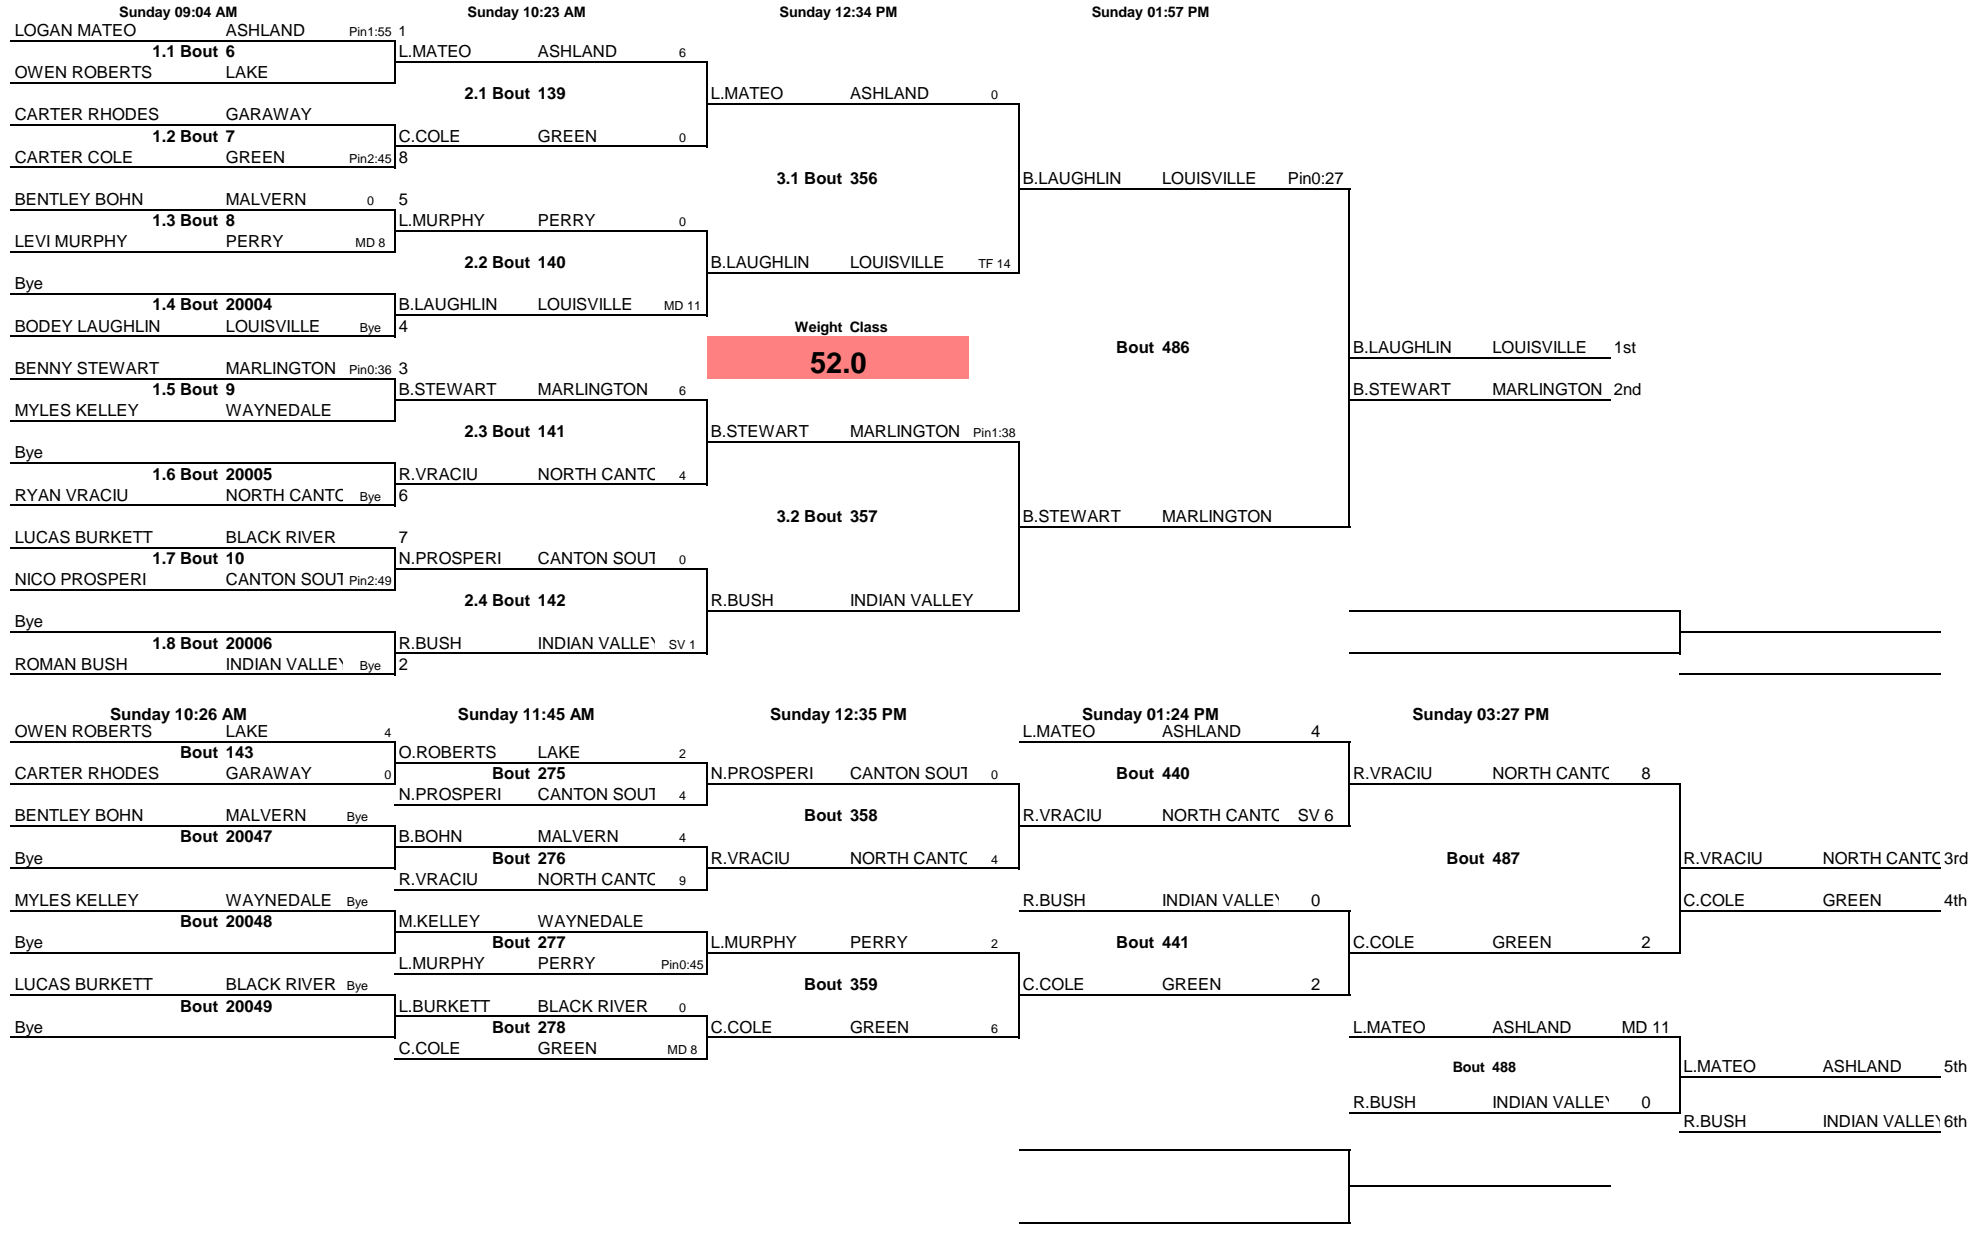 Sunday 09:04 AM Sunday 10:23 AM Sunday 12:34 PM Sunday 01:57 PM
LOGAN MATEO ASHLAND Pin1:55 1
1.1 Bout 6 L.MATEO ASHLAND 6
OWEN ROBERTS LAKE
2.1 Bout 139 L.MATEO ASHLAND 0
CARTER RHODES GARAWAY
1.2 Bout 7 C.COLE GREEN 0
CARTER COLE GREEN Pin2:45 8
3.1 Bout 356 B.LAUGHLIN LOUISVILLE Pin0:27
BENTLEY BOHN MALVERN 0 5
1.3 Bout 8 L.MURPHY PERRY 0
LEVI MURPHY PERRY MD 8
2.2 Bout 140 B.LAUGHLIN LOUISVILLE TF 14
Bye
1.4 Bout 20004 B.LAUGHLIN LOUISVILLE MD 11
BODEY LAUGHLIN LOUISVILLE Bye 4 Weight Class
Bout 486 B.LAUGHLIN LOUISVILLE 1st
52.0
BENNY STEWART MARLINGTON Pin0:36 3
1.5 Bout 9 B.STEWART MARLINGTON 6 B.STEWART MARLINGTON 2nd
MYLES KELLEY WAYNEDALE
2.3 Bout 141 B.STEWART MARLINGTON Pin1:38
Bye
1.6 Bout 20005 R.VRACIU NORTH CANTC 4
RYAN VRACIU NORTH CANTC Bye 6
3.2 Bout 357 B.STEWART MARLINGTON
LUCAS BURKETT BLACK RIVER 7
1.7 Bout 10 N.PROSPERI CANTON SOUT 0
NICO PROSPERI CANTON SOUT Pin2:49
2.4 Bout 142 R.BUSH INDIAN VALLEY
Bye
1.8 Bout 20006 R.BUSH INDIAN VALLEY SV 1
ROMAN BUSH INDIAN VALLEY Bye 2
Sunday 10:26 AM Sunday 11:45 AM Sunday 12:35 PM Sunday 01:24 PM Sunday 03:27 PM
OWEN ROBERTS LAKE 4 L.MATEO ASHLAND 4
Bout 143 O.ROBERTS LAKE 2
CARTER RHODES GARAWAY 0 Bout 275 N.PROSPERI CANTON SOUT 0 Bout 440 R.VRACIU NORTH CANTC 8
N.PROSPERI CANTON SOUT 4
BENTLEY BOHN MALVERN Bye Bout 358 R.VRACIU NORTH CANTC SV 6
Bout 20047 B.BOHN MALVERN 4
Bye Bout 276 R.VRACIU NORTH CANTC 4 Bout 487 R.VRACIU NORTH CANTC 3rd
R.VRACIU NORTH CANTC 9
MYLES KELLEY WAYNEDALE Bye R.BUSH INDIAN VALLEY 0 C.COLE GREEN 4th
Bout 20048 M.KELLEY WAYNEDALE
Bye Bout 277 L.MURPHY PERRY 2 Bout 441 C.COLE GREEN 2
L.MURPHY PERRY Pin0:45
LUCAS BURKETT BLACK RIVER Bye Bout 359 C.COLE GREEN 2
Bout 20049 L.BURKETT BLACK RIVER 0
Bye Bout 278 C.COLE GREEN 6 L.MATEO ASHLAND MD 11
C.COLE GREEN MD 8
Bout 488 L.MATEO ASHLAND 5th
R.BUSH INDIAN VALLEY 0
R.BUSH INDIAN VALLEY 6th